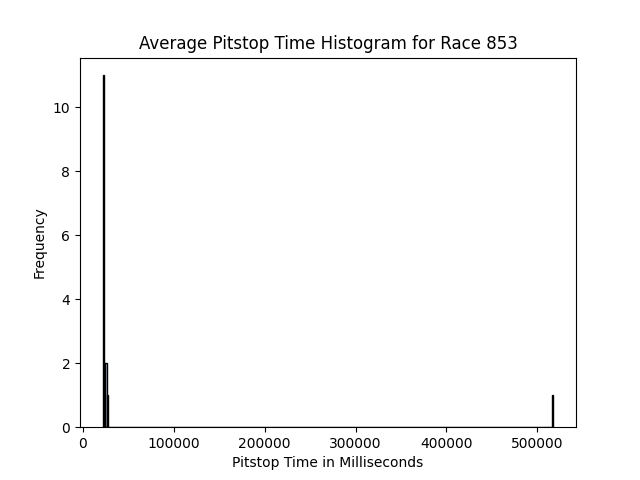 Average Pitstop Time Histogram for Race 853
10
8
6
4
2
0
Frequency
0 100000 200000 300000 400000 500000
Pitstop Time in Milliseconds